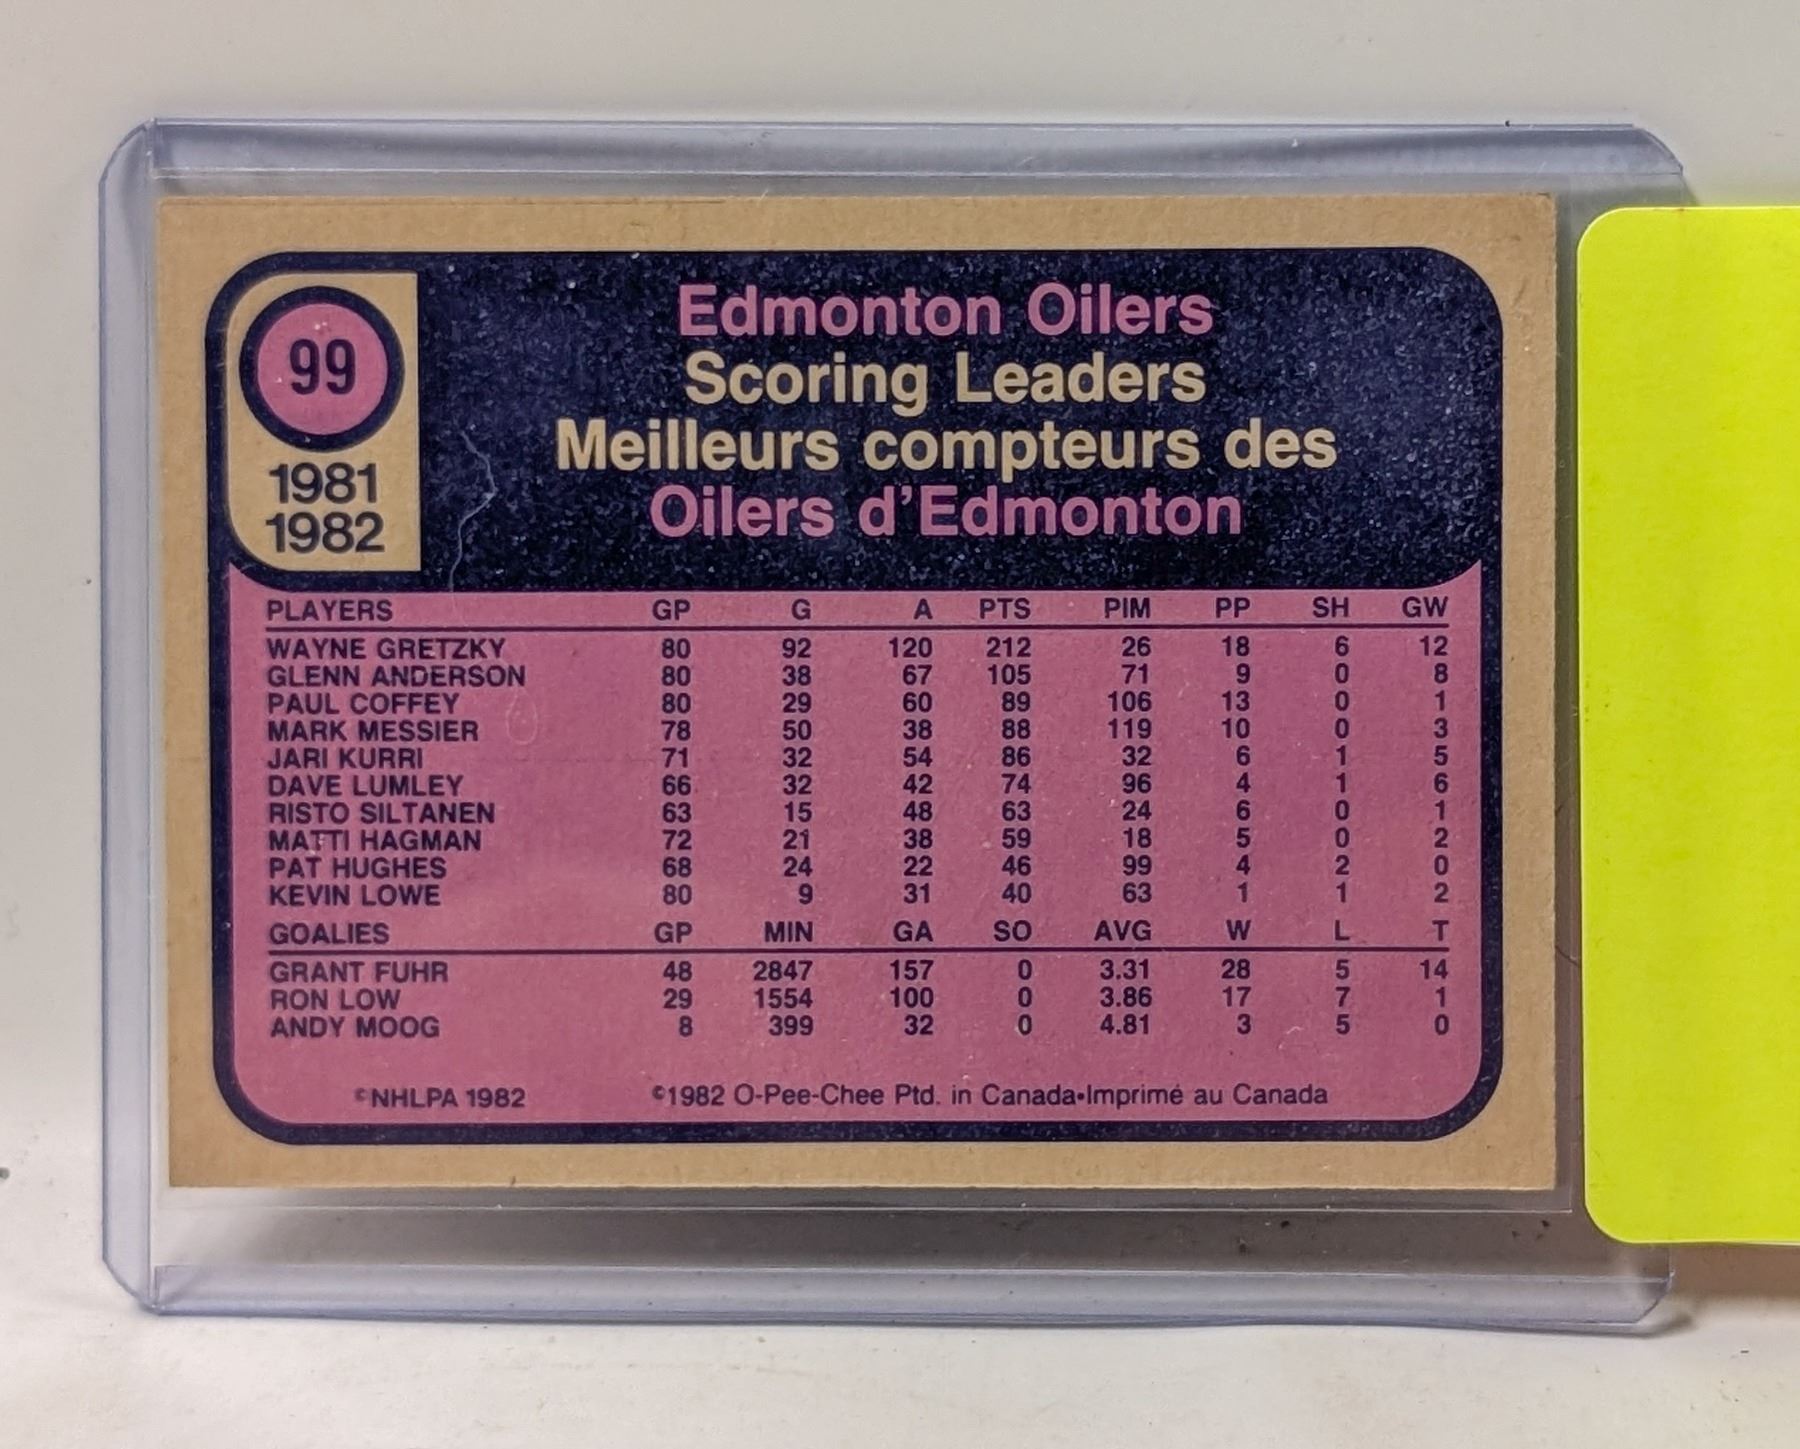 99
1981
1982
Edmonton Oilers
Scoring Leaders
Meilleurs compteurs des
Oilers d'Edmonton
PLAYERS GP G A PTS PIM PP SH GW
WAYNE GRETZKY 80 92 120 212 26 18 6 12
GLENN ANDERSON 80 38 67 105 71 9 0 8
PAUL COFFEY 80 29 60 89 106 13 0 1
MARK MESSIER 78 50 38 88 119 10 0 3
JARI KURRI 71 32 54 86 32 6 1 5
DAVE LUMLEY 66 32 42 74 96 4 1 6
RISTO SILTANEN 63 15 48 63 24 6 0 1
MATTI HAGMAN 72 21 38 59 18 5 0 2
PAT HUGHES 68 24 22 46 99 4 2 0
KEVIN LOWE 80 9 31 40 63 1 1 2
GOALIES GP MIN GA SO AVG W L T
GRANT FUHR 48 2847 157 0 3.31 28 5 14
RON LOW 29 1554 100 0 3.86 17 7 1
ANDY MOOG 8 399 32 0 4.81 3 5 0
©NHLPA 1982 ©1982 O-Pee-Chee Ptd. in Canada•Imprimé au Canada